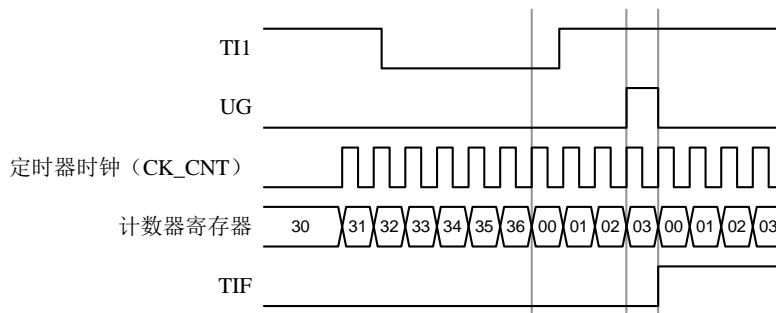 TI1
UG
定时器时钟（CK_CNT）
计数器寄存器 30 31 32 33 34 35 36 00 01 02 03 00 01 02 03
TIF